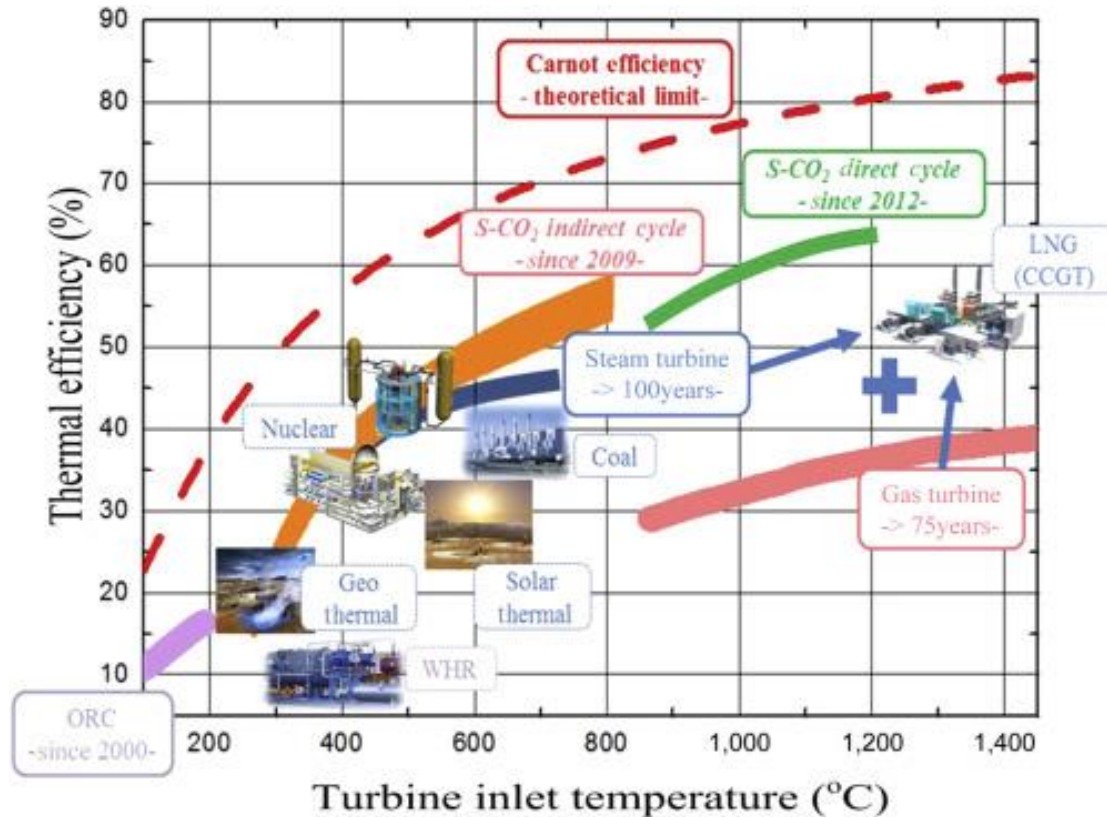 90
80
70
60
50
40
30
20
10
Thermal efficiency (%)
Carnot efficiency
- theoretical limit-
S-CO₂ direct cycle
- since 2012-
S-CO₂ indirect cycle
-since 2009-
LNG
(CCGT)
Steam turbine
-> 100years-
Nuclear
Coal
Gas turbine
-> 75years-
Geo
thermal
Solar
thermal
WHR
ORC
-since 2000-
200
400
600
800
1,000
1,200
1,400
Turbine inlet temperature (°C)